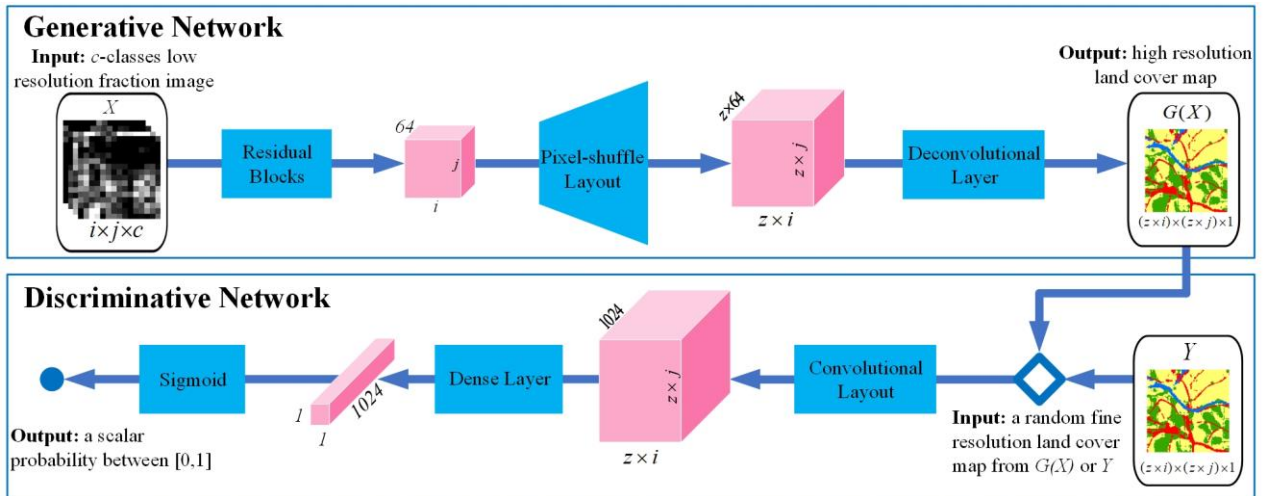 Generative Network
Input: c-classes low
resolution fraction image
X
i×j×c
Residual
Blocks
64
j
i
Pixel-shuffle
Layout
z×64
z × j
z × i
Deconvolutional
Layer
Output: high resolution
land cover map
G(X)
(z×i)×(z×j)×1
Discriminative Network
Y
(z×i)×(z×j)×1
Input: a random fine
resolution land cover
map from G(X) or Y
Convolutional
Layout
1024
z × j
z × i
Dense Layer
1024
1
1
Sigmoid
Output: a scalar
probability between [0,1]